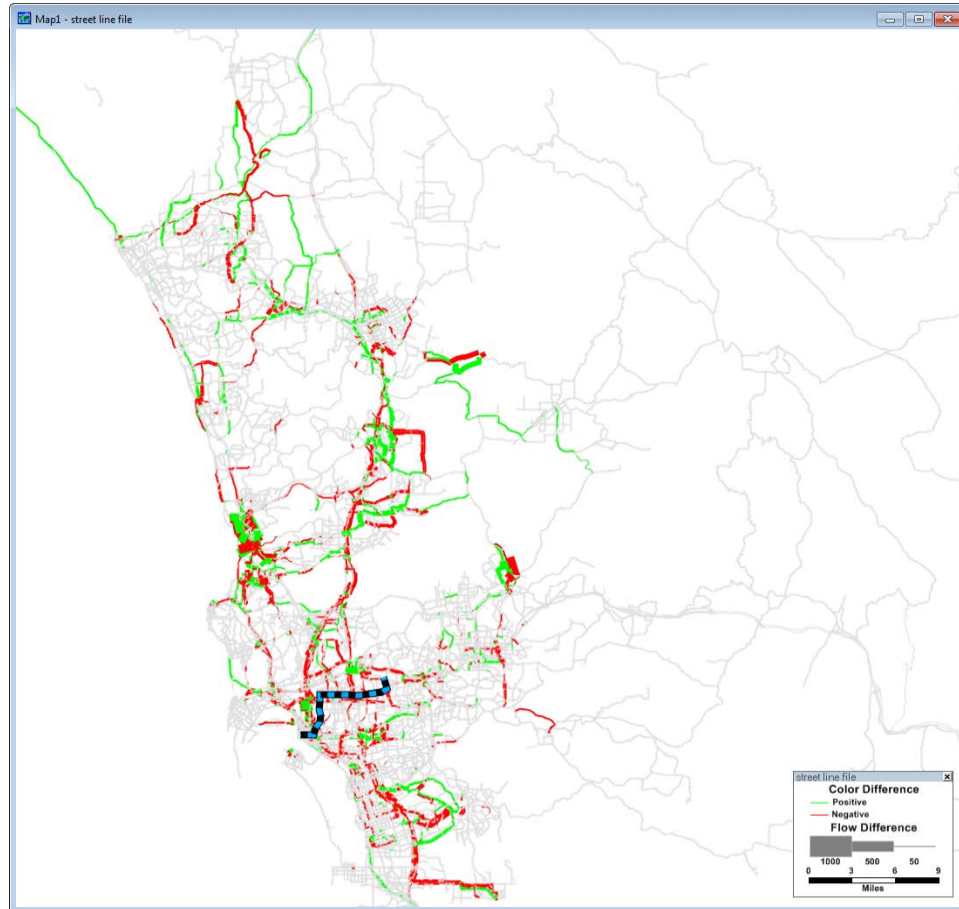 Map1 - street line file
street line file
Color Difference
Positive
Negative
Flow Difference
1000 500 50
0 3 6 9
Miles